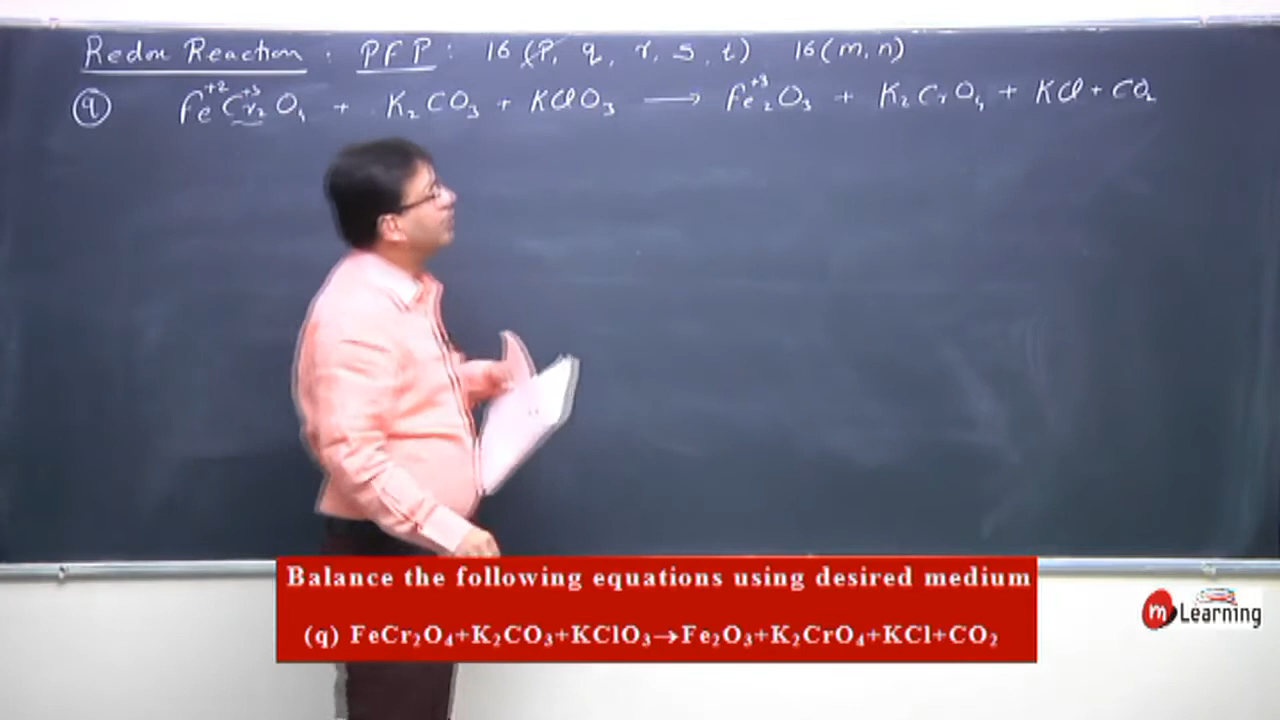 Redox Reaction : PFP : 16 (p, q, r, s, t) 16(m, n)
(q) Fe⁺²Cr₂⁺³O₄ + K₂CO₃ + KClO₃ → Fe₂⁺³O₃ + K₂CrO₄ + KCl + CO₂
Balance the following equations using desired medium
(q) FeCr₂O₄+K₂CO₃+KClO₃→Fe₂O₃+K₂CrO₄+KCl+CO₂
m Learning